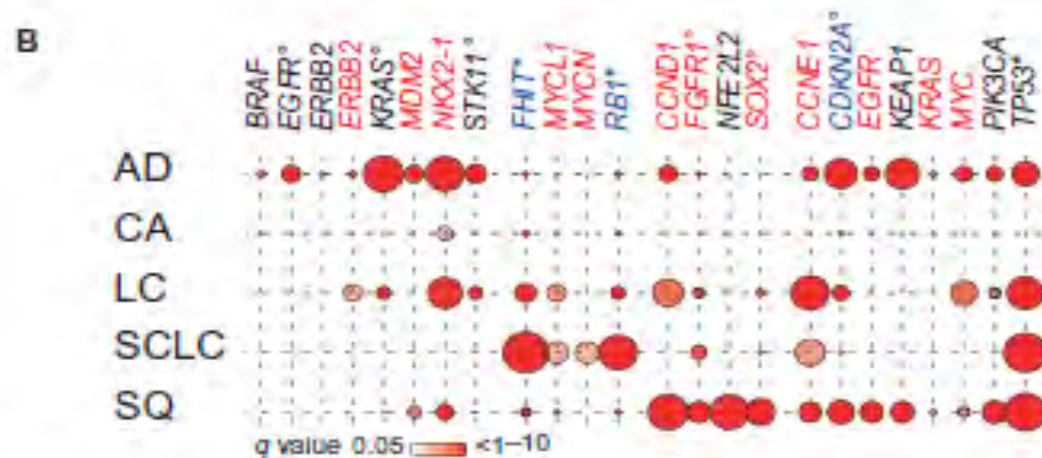 B
BRAF EGFR° ERBB2 ERBB2 KRAS° MDM2 NKX2-1 STK11° FHIT* MYCL1 MYCN RB1* CCND1 FGFR1° NFE2L2 SOX2° CCNE1 CDKN2A° EGFR KEAP1 KRAS MYC PIK3CA TP53*
AD
CA
LC
SCLC
SQ
q value 0.05 <1–10